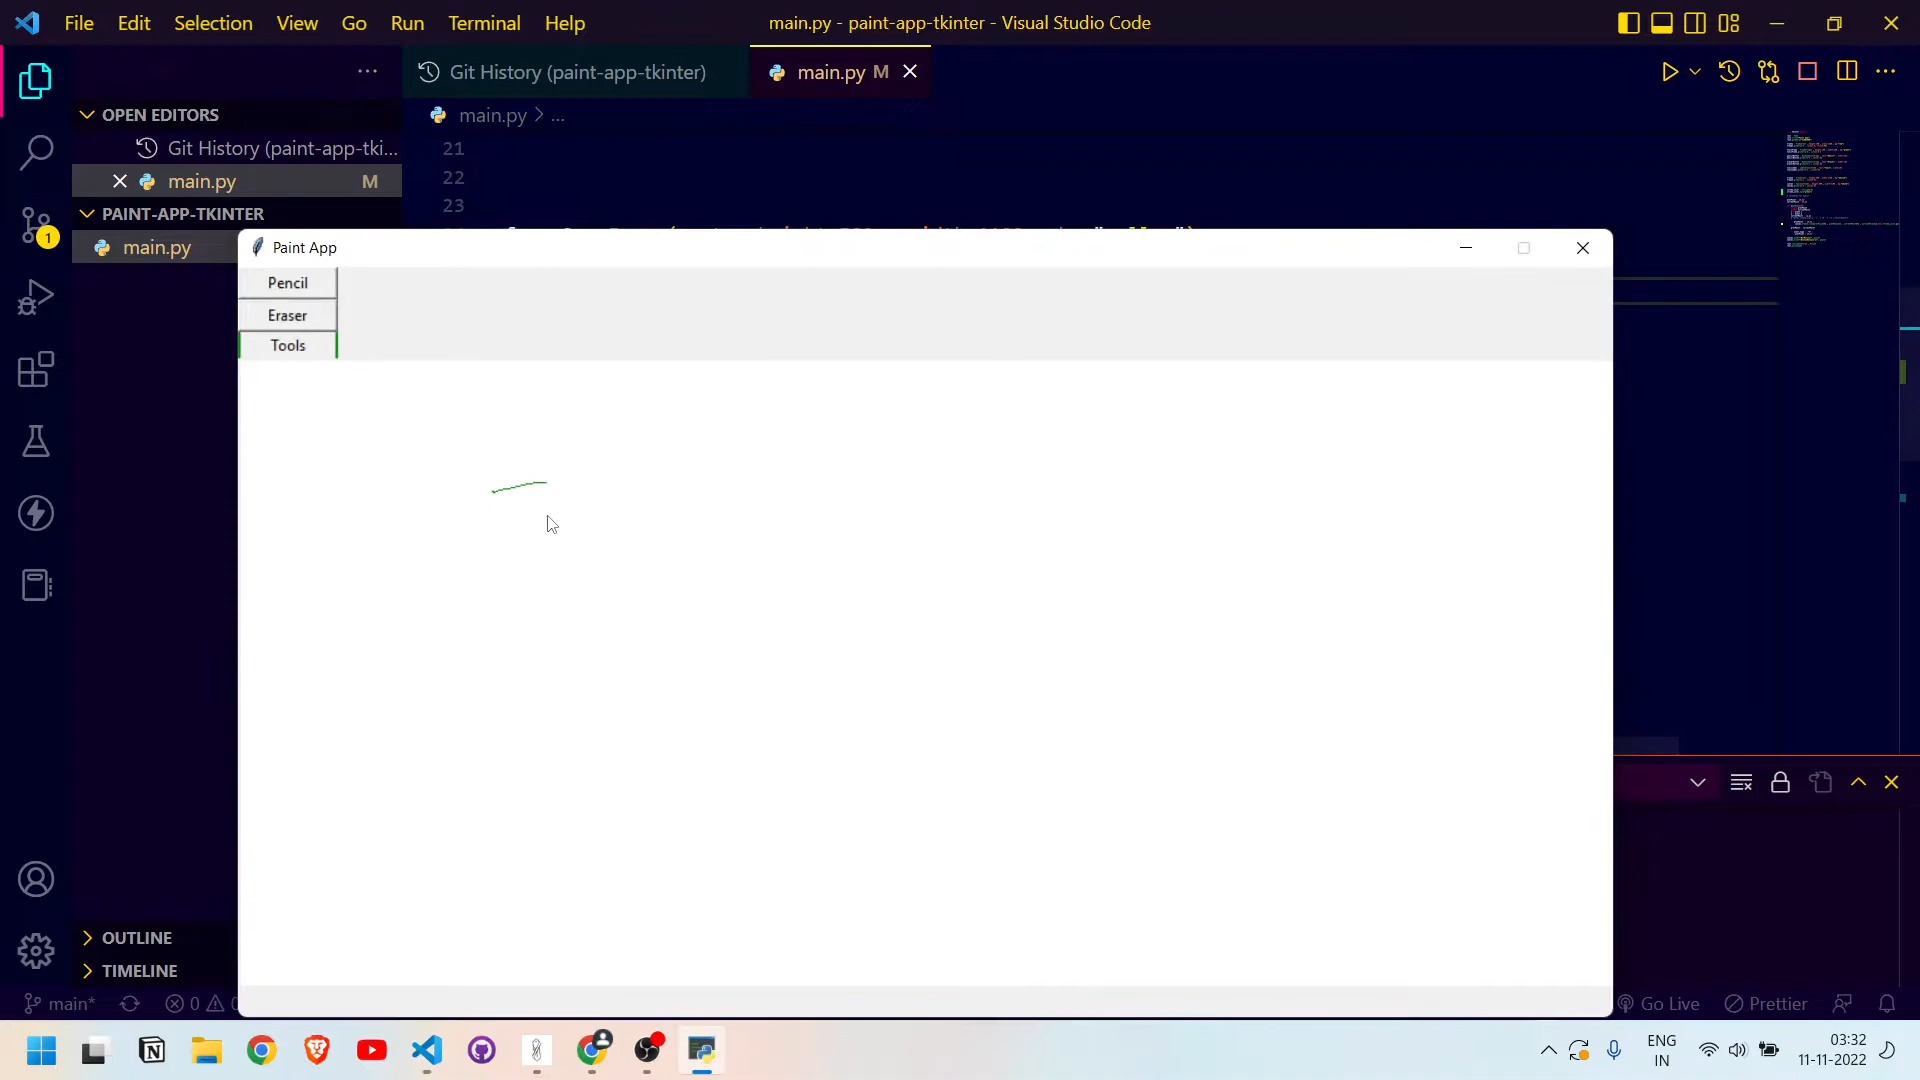 File Edit Selection View Go Run Terminal Help
main.py - paint-app-tkinter - Visual Studio Code
Git History (paint-app-tkinter)
main.py M
OPEN EDITORS
main.py > ...
Git History (paint-app-tki...
main.py M
PAINT-APP-TKINTER
main.py
21
22
23
1
Paint App
Pencil
Eraser
Tools
OUTLINE
TIMELINE
main*
0
Go Live
Prettier
ENG
IN
03:32
11-11-2022